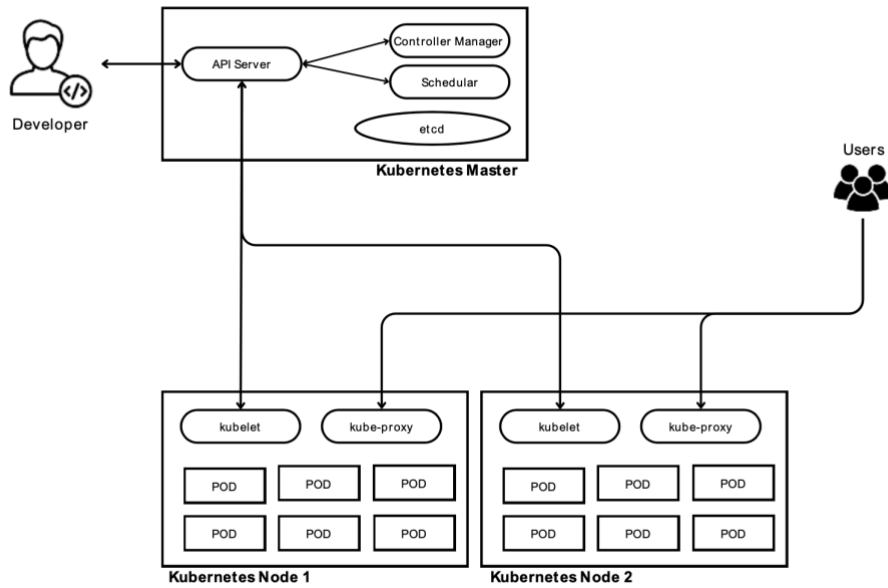 Developer
API Server
Controller Manager
Schedular
etcd
Kubernetes Master
Users
kubelet
kube-proxy
POD
POD
POD
POD
POD
POD
Kubernetes Node 1
kubelet
kube-proxy
POD
POD
POD
POD
POD
POD
Kubernetes Node 2